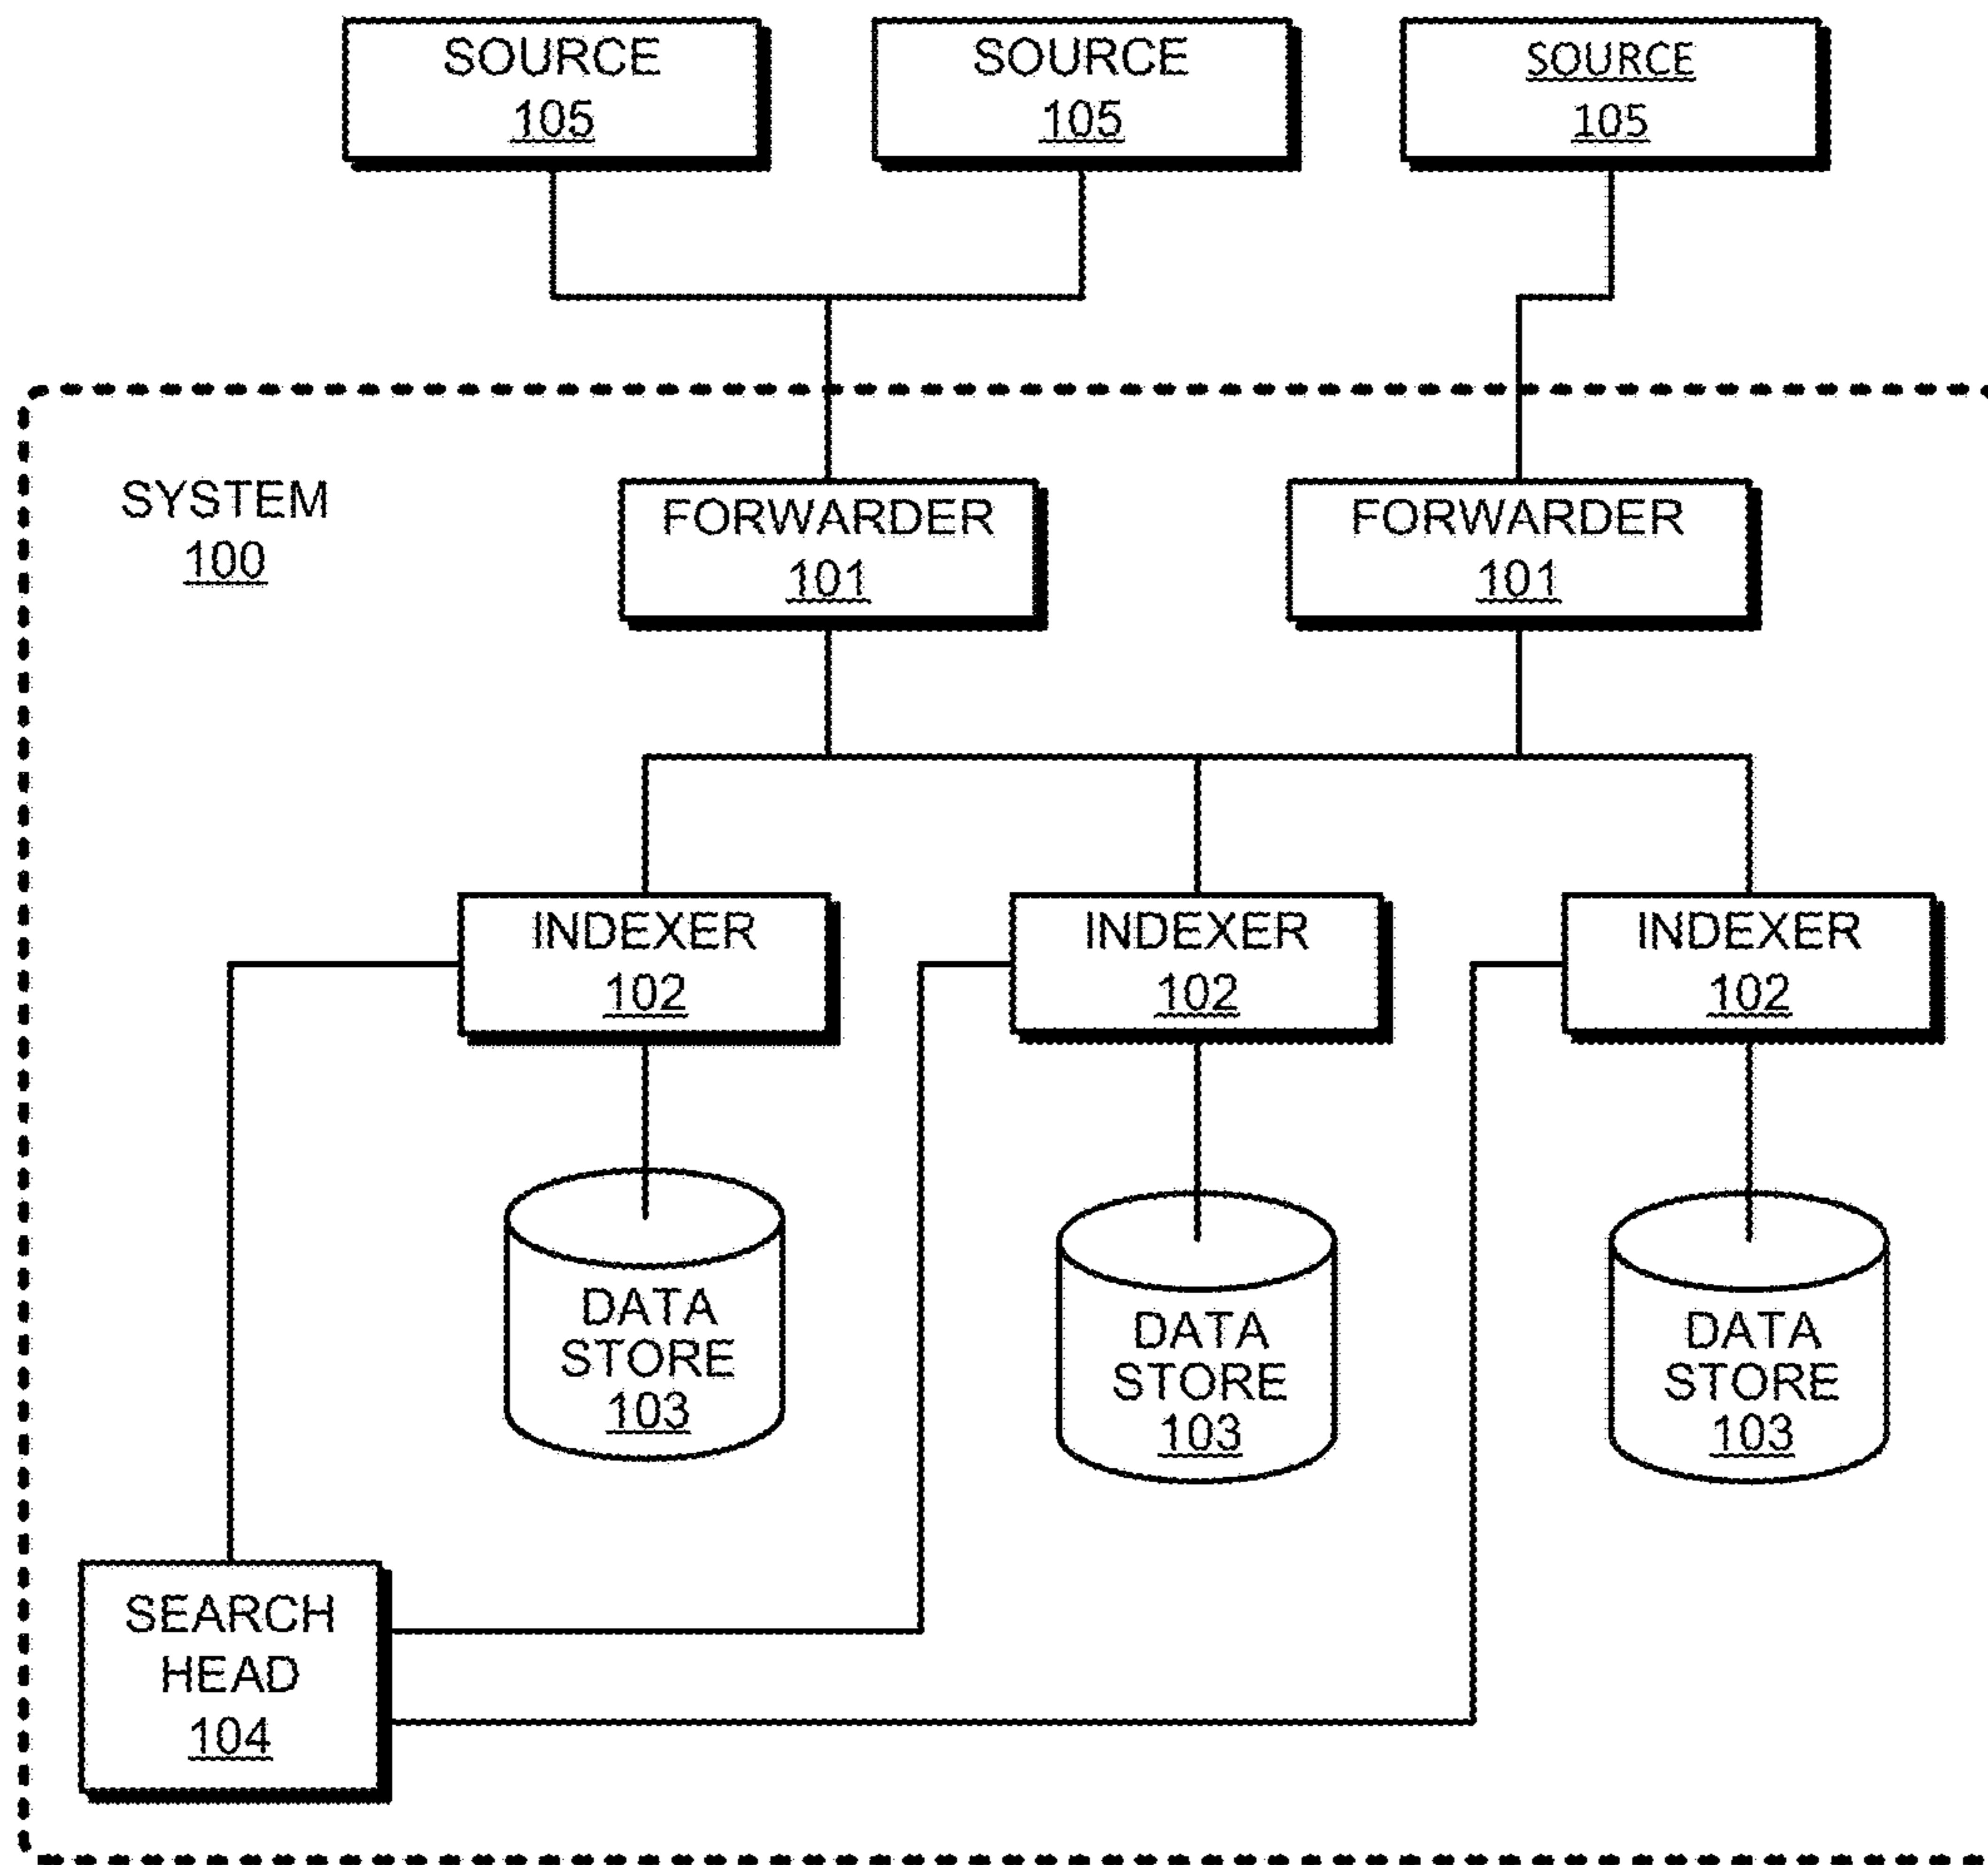 SOURCE
105
SOURCE
105
SOURCE
105
SYSTEM
100
FORWARDER
101
FORWARDER
101
INDEXER
102
INDEXER
102
INDEXER
102
DATA
STORE
103
DATA
STORE
103
DATA
STORE
103
SEARCH
HEAD
104